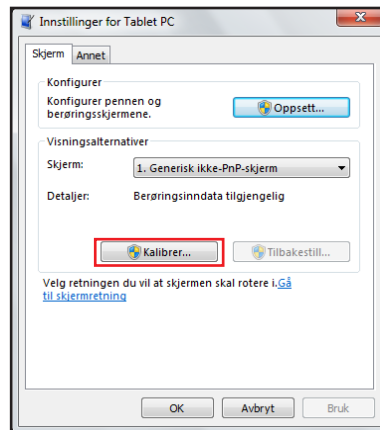 Innstillinger for Tablet PC
Skjerm
Annet
Konfigurer
Konfigurer pennen og
berøringsskjermene.
Oppsett...
Visningsalternativer
Skjerm:
1. Generisk ikke-PnP-skjerm
Detaljer:
Berøringsinndata tilgjengelig
Kalibrer...
Tilbakestill...
Velg retningen du vil at skjermen skal rotere i.Gå
til skjermretning
OK
Avbryt
Bruk